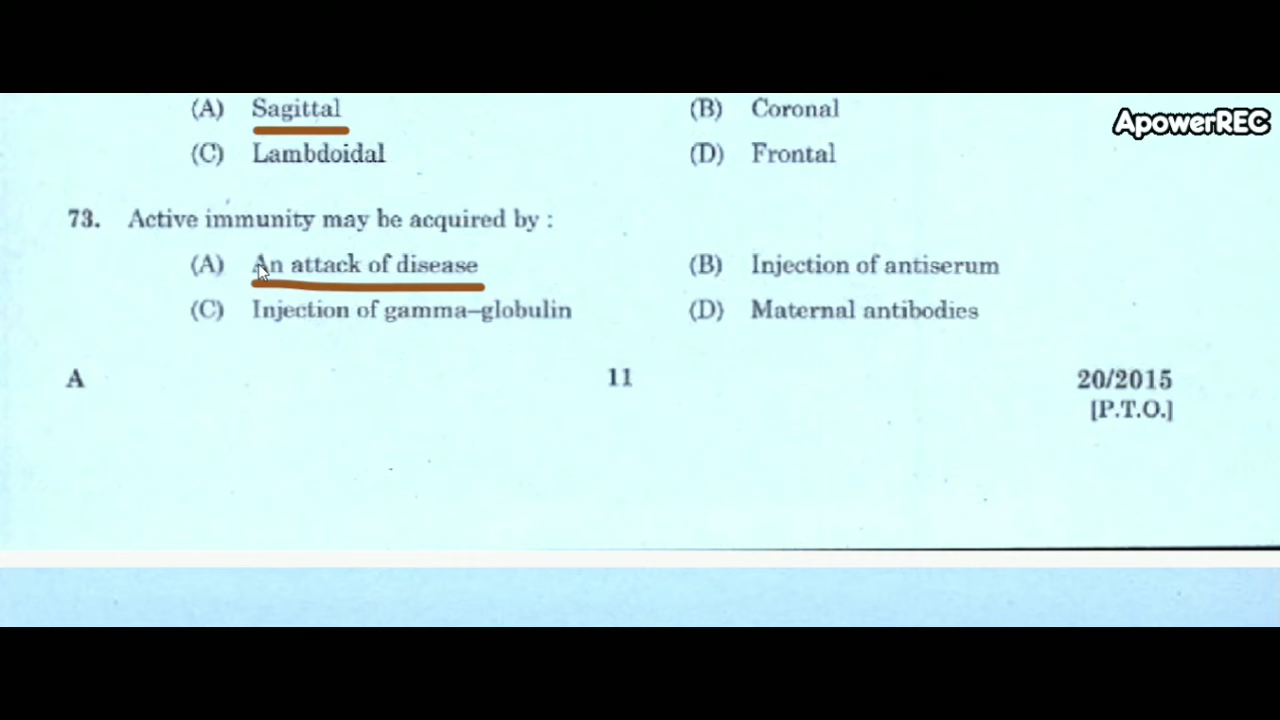 (A) Sagittal (B) Coronal
ApowerREC
(C) Lambdoidal (D) Frontal
73. Active immunity may be acquired by :
(A) An attack of disease (B) Injection of antiserum
(C) Injection of gamma–globulin (D) Maternal antibodies
A 11 20/2015
[P.T.O.]